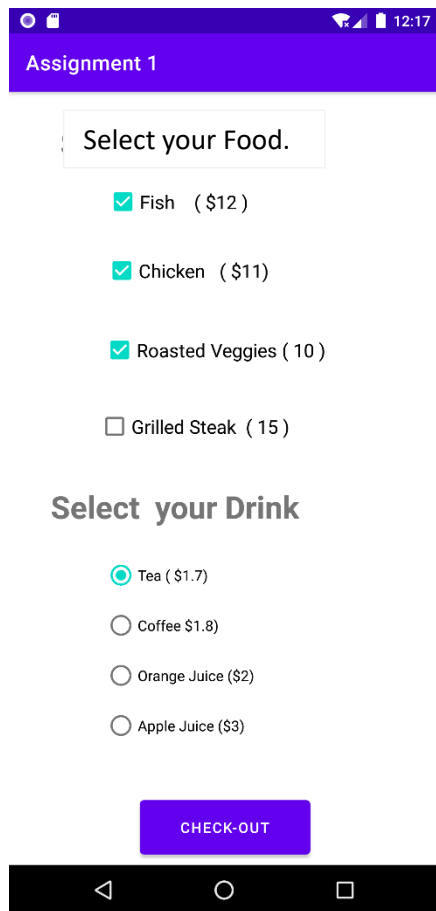 12:17
Assignment 1
Select your Food.
Fish ( $12 )
Chicken ( $11)
Roasted Veggies ( 10 )
Grilled Steak ( 15 )
Select your Drink
Tea ( $1.7)
Coffee $1.8)
Orange Juice ($2)
Apple Juice ($3)
CHECK-OUT